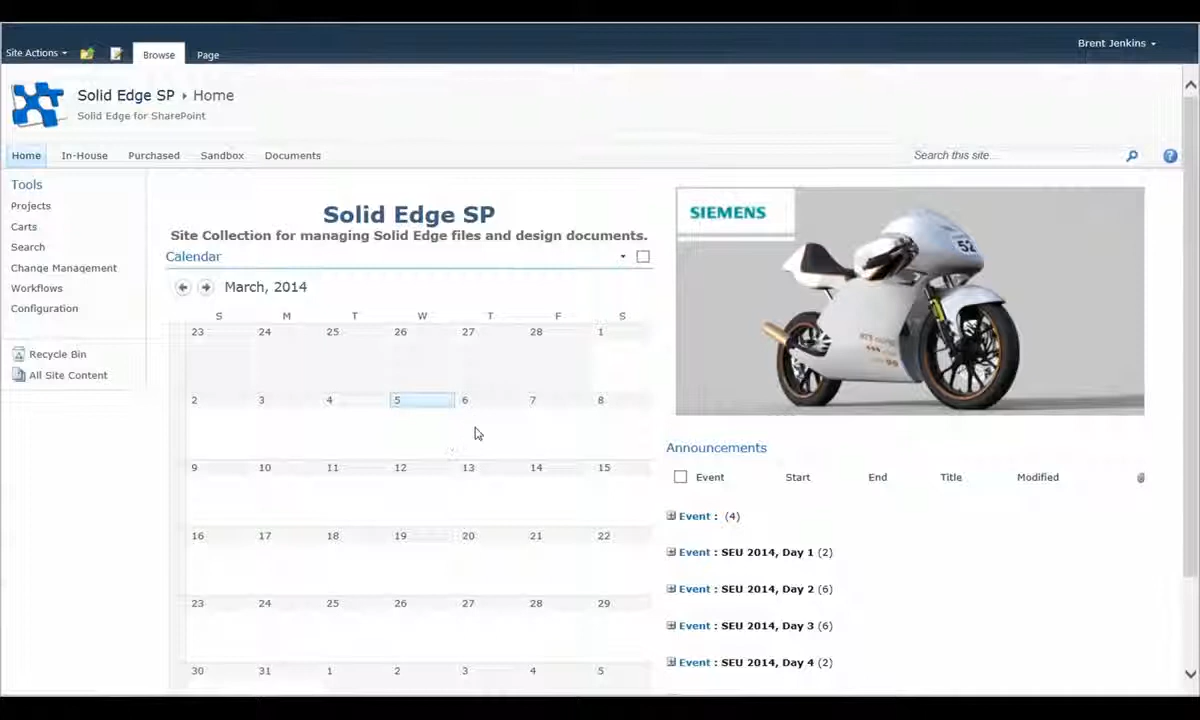 Site Actions
Browse
Page
Brent Jenkins
Solid Edge SP ▸ Home
Solid Edge for SharePoint
Home
In-House
Purchased
Sandbox
Documents
Search this site...
Tools
Projects
Carts
Search
Change Management
Workflows
Configuration
Recycle Bin
All Site Content
Solid Edge SP
Site Collection for managing Solid Edge files and design documents.
Calendar
March, 2014
S M T W T F S
23 24 25 26 27 28 1
2 3 4 5 6 7 8
9 10 11 12 13 14 15
16 17 18 19 20 21 22
23 24 25 26 27 28 29
30 31 1 2 3 4 5
SIEMENS
52
Announcements
Event Start End Title Modified
Event : (4)
Event : SEU 2014, Day 1 (2)
Event : SEU 2014, Day 2 (6)
Event : SEU 2014, Day 3 (6)
Event : SEU 2014, Day 4 (2)